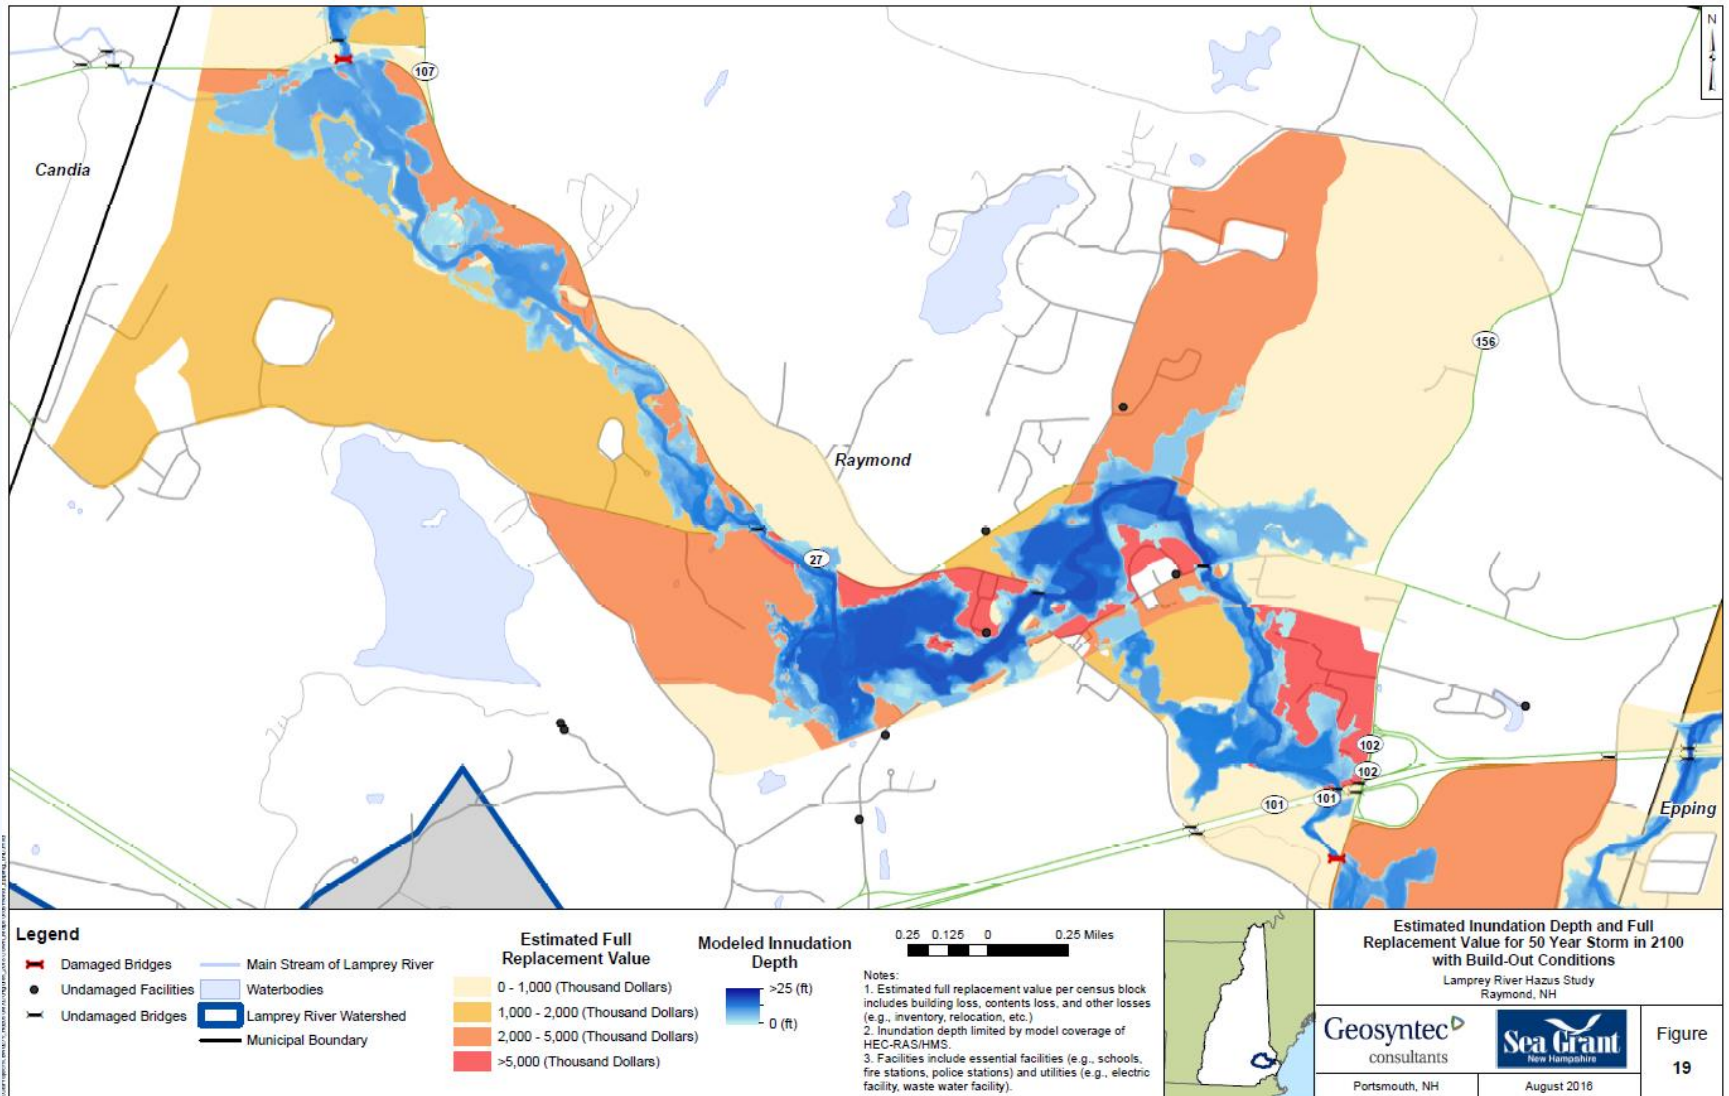 N
107
Candia
156
Raymond
27
102
102
101
101
Epping
Legend
Damaged Bridges
Undamaged Facilities
Undamaged Bridges
Main Stream of Lamprey River
Waterbodies
Lamprey River Watershed
Municipal Boundary
Estimated Full
Replacement Value
0 - 1,000 (Thousand Dollars)
1,000 - 2,000 (Thousand Dollars)
2,000 - 5,000 (Thousand Dollars)
>5,000 (Thousand Dollars)
Modeled Innudation
Depth
>25 (ft)
0 (ft)
0.25 0.125 0 0.25 Miles
Notes:
1. Estimated full replacement value per census block
includes building loss, contents loss, and other losses
(e.g., inventory, relocation, etc.)
2. Inundation depth limited by model coverage of
HEC-RAS/HMS.
3. Facilities include essential facilities (e.g., schools,
fire stations, police stations) and utilities (e.g., electric
facility, waste water facility).
Estimated Inundation Depth and Full
Replacement Value for 50 Year Storm in 2100
with Build-Out Conditions
Lamprey River Hazus Study
Raymond, NH
Geosyntec
consultants
Sea Grant
New Hampshire
Portsmouth, NH
August 2016
Figure
19